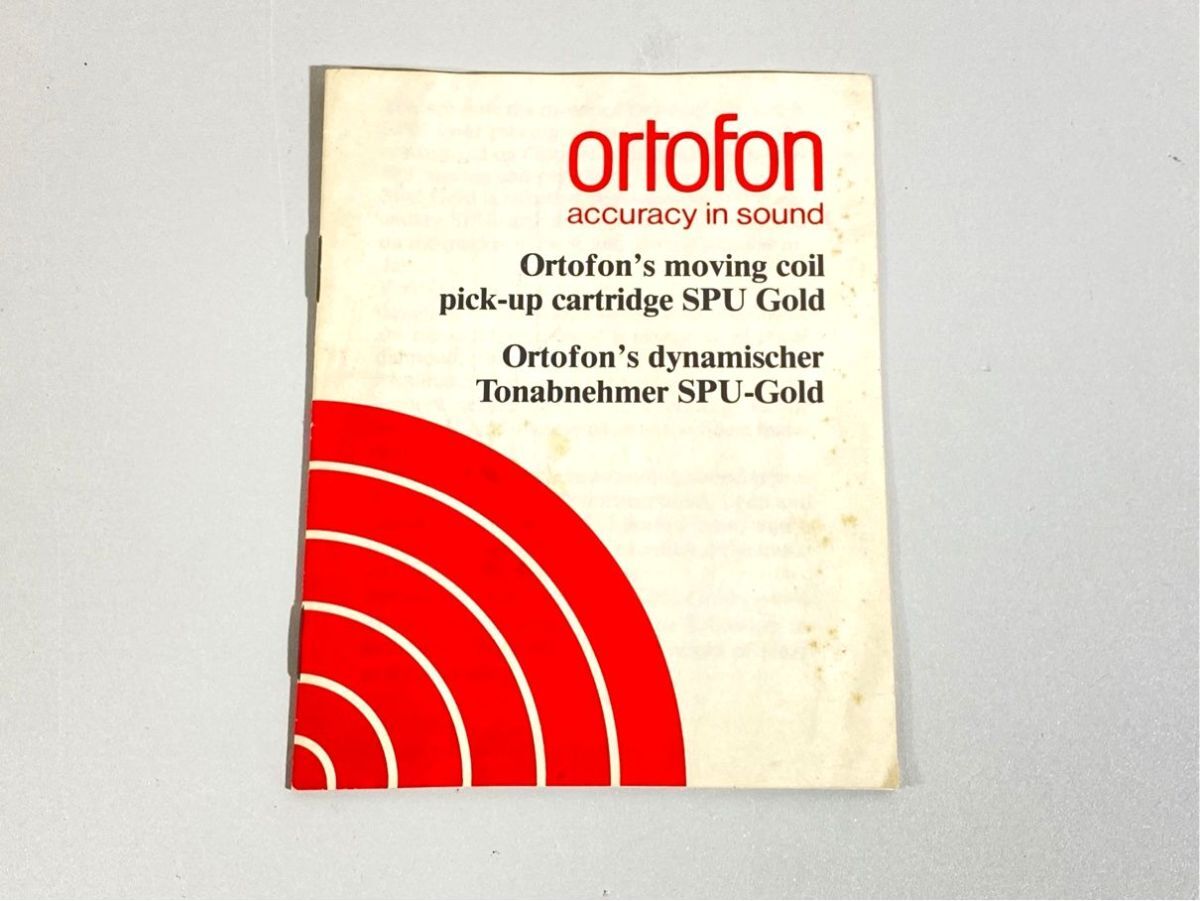 ortofon
accuracy in sound
Ortofon's moving coil
pick-up cartridge SPU Gold
Ortofon's dynamischer
Tonabnehmer SPU-Gold